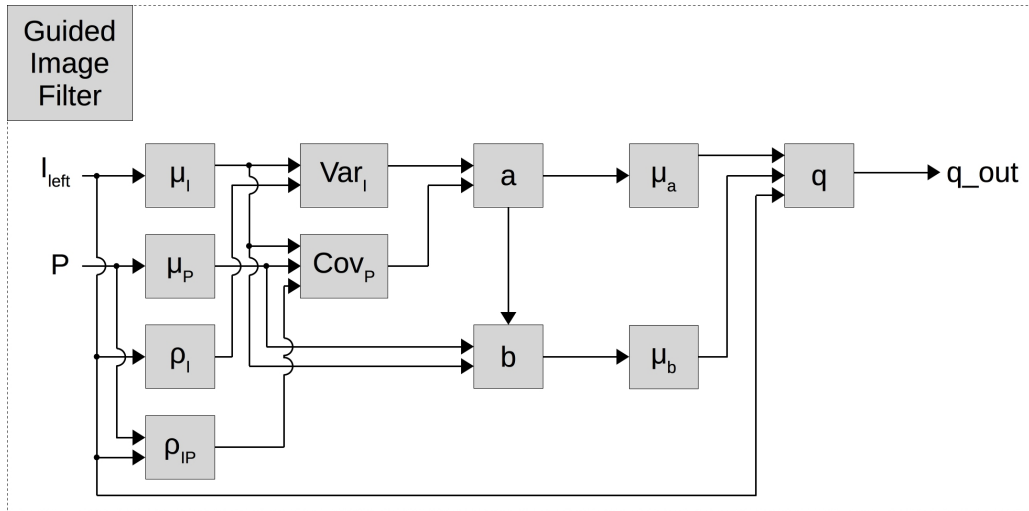 Guided
Image
Filter
I_left
μ_I
Var_I
a
μ_a
q
q_out
P
μ_P
Cov_P
ρ_I
b
μ_b
ρ_IP